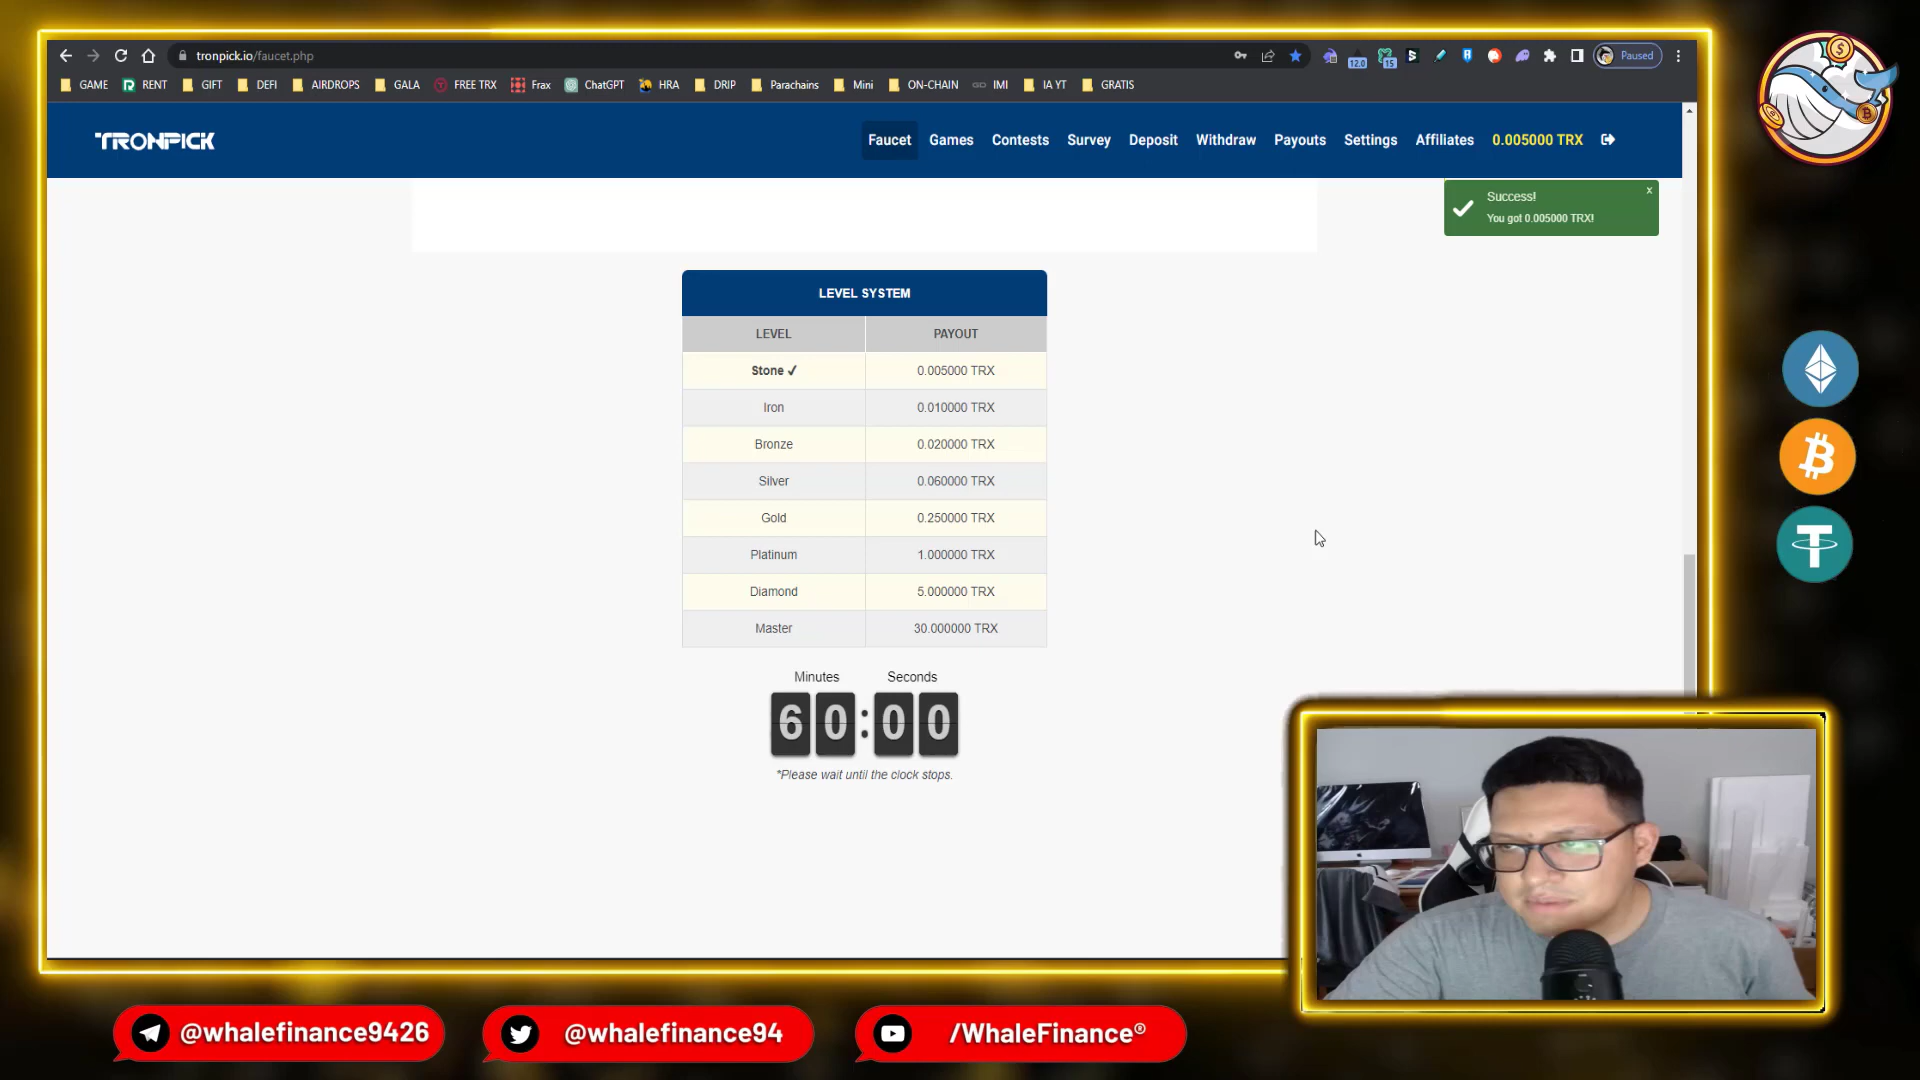 tronpick.io/faucet.php
12.0
15
Paused
GAME
RENT
GIFT
DEFI
AIRDROPS
GALA
FREE TRX
Frax
ChatGPT
HRA
DRIP
Parachains
Mini
ON-CHAIN
IMI
IA YT
GRATIS
TRONPICK
Faucet
Games
Contests
Survey
Deposit
Withdraw
Payouts
Settings
Affiliates
0.005000 TRX
Success!
x
You got 0.005000 TRX!
LEVEL SYSTEM
LEVEL PAYOUT
Stone ✓ 0.005000 TRX
Iron 0.010000 TRX
Bronze 0.020000 TRX
Silver 0.060000 TRX
Gold 0.250000 TRX
Platinum 1.000000 TRX
Diamond 5.000000 TRX
Master 30.000000 TRX
Minutes Seconds
60:00
*Please wait until the clock stops.
@whalefinance9426
@whalefinance94
/WhaleFinance®